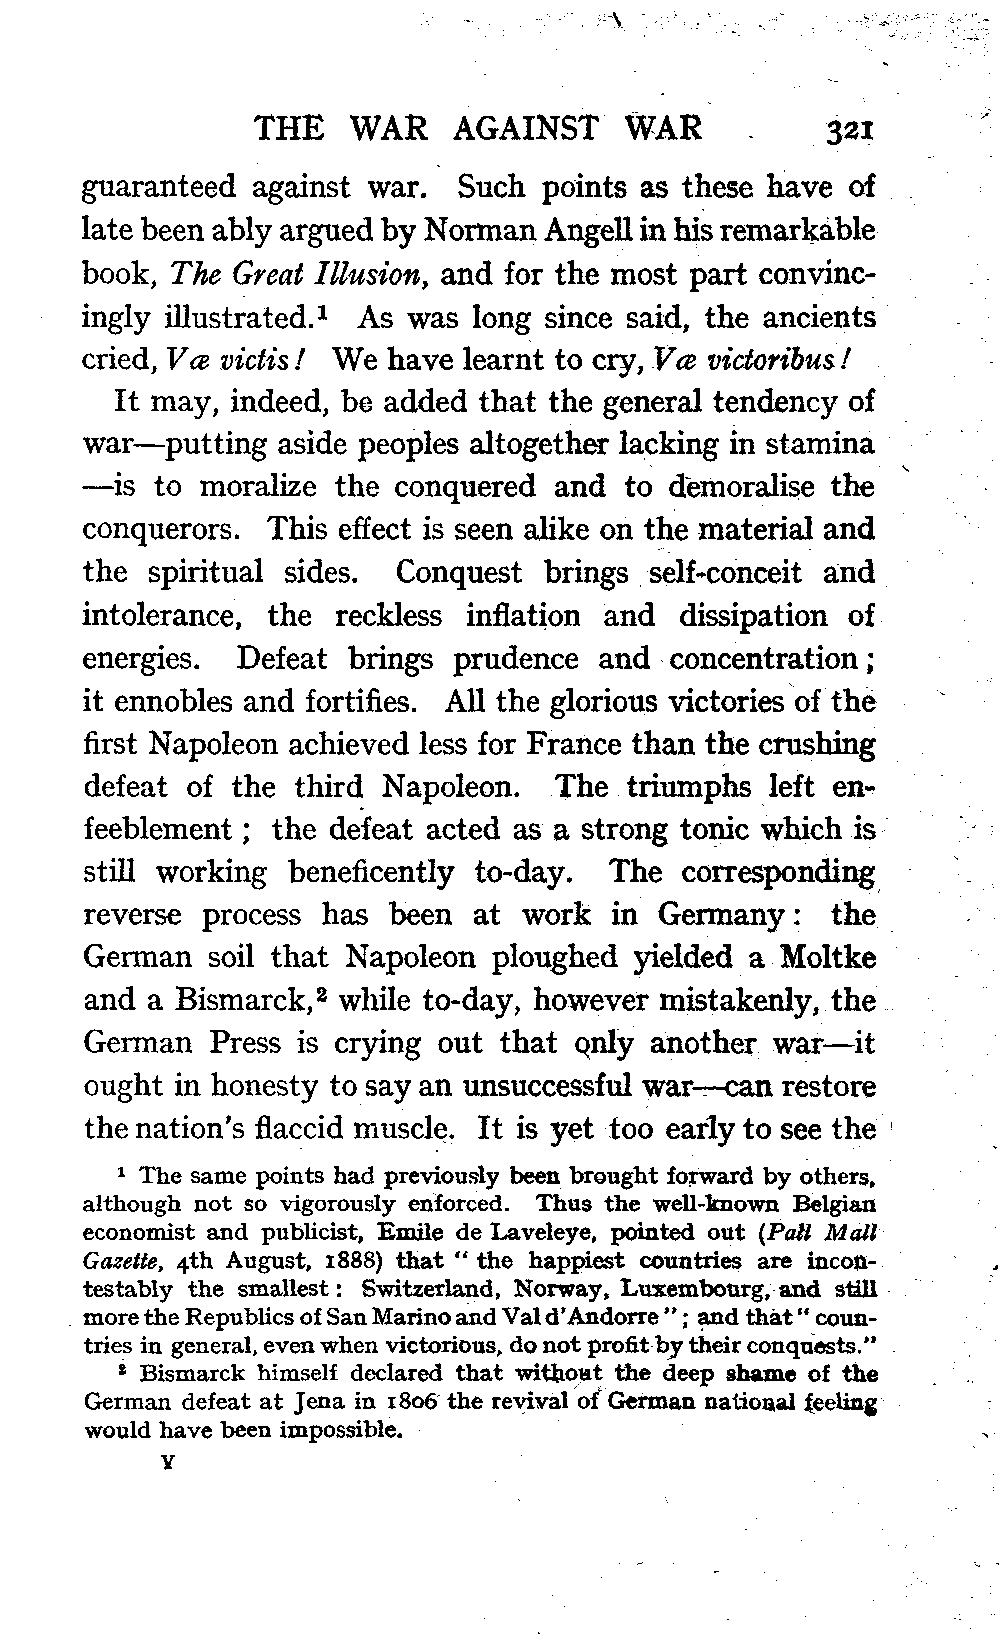 THE WAR AGAINST WAR 321
guaranteed against war. Such points as these have of
late been ably argued by Norman Angell in his remarkable
book, The Great Illusion, and for the most part convinc-
ingly illustrated.¹ As was long since said, the ancients
cried, Væ victis! We have learnt to cry, Væ victoribus!
It may, indeed, be added that the general tendency of
war—putting aside peoples altogether lacking in stamina
—is to moralize the conquered and to demoralise the
conquerors. This effect is seen alike on the material and
the spiritual sides. Conquest brings self-conceit and
intolerance, the reckless inflation and dissipation of
energies. Defeat brings prudence and concentration;
it ennobles and fortifies. All the glorious victories of the
first Napoleon achieved less for France than the crushing
defeat of the third Napoleon. The triumphs left en-
feeblement; the defeat acted as a strong tonic which is
still working beneficently to-day. The corresponding
reverse process has been at work in Germany: the
German soil that Napoleon ploughed yielded a Moltke
and a Bismarck,² while to-day, however mistakenly, the
German Press is crying out that only another war—it
ought in honesty to say an unsuccessful war—can restore
the nation's flaccid muscle. It is yet too early to see the
¹ The same points had previously been brought forward by others,
although not so vigorously enforced. Thus the well-known Belgian
economist and publicist, Emile de Laveleye, pointed out (Pall Mall
Gazette, 4th August, 1888) that "the happiest countries are incon-
testably the smallest: Switzerland, Norway, Luxembourg, and still
more the Republics of San Marino and Val d'Andorre"; and that "coun-
tries in general, even when victorious, do not profit by their conquests."
² Bismarck himself declared that without the deep shame of the
German defeat at Jena in 1806 the revival of German national feeling
would have been impossible.
Y